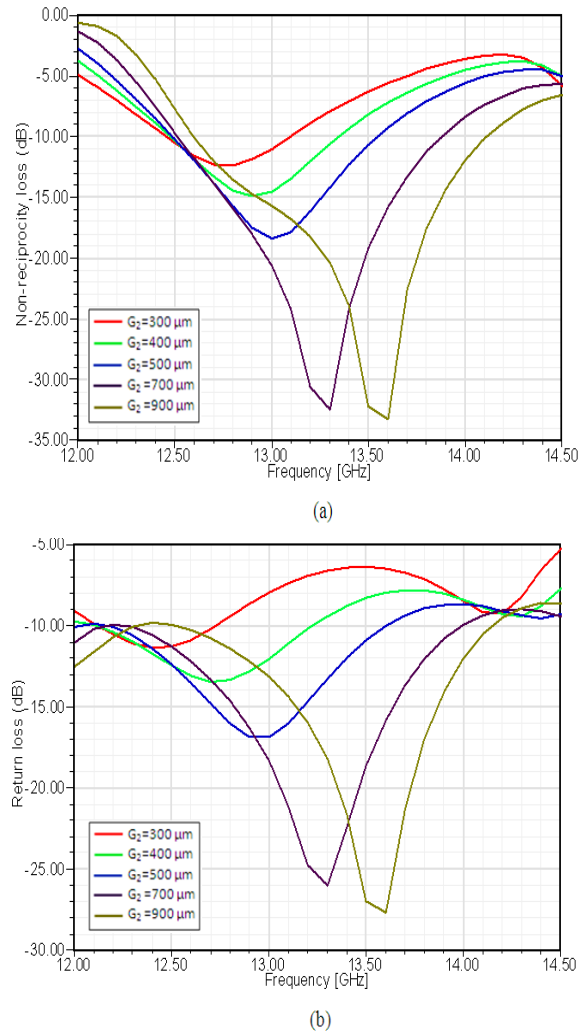 0.00
-5.00
-10.00
-15.00
-20.00
-25.00
-30.00
-35.00
Non-reciprocity loss (dB)
G2=300 μm
G2=400 μm
G2=500 μm
G2 =700 μm
G2 =900 μm
12.00 12.50 13.00 13.50 14.00 14.50
Frequency [GHz]
(a)
-5.00
-10.00
-15.00
-20.00
-25.00
-30.00
Return loss (dB)
G2=300 μm
G2=400 μm
G2=500 μm
G2 =700 μm
G2 =900 μm
12.00 12.50 13.00 13.50 14.00 14.50
Frequency [GHz]
(b)